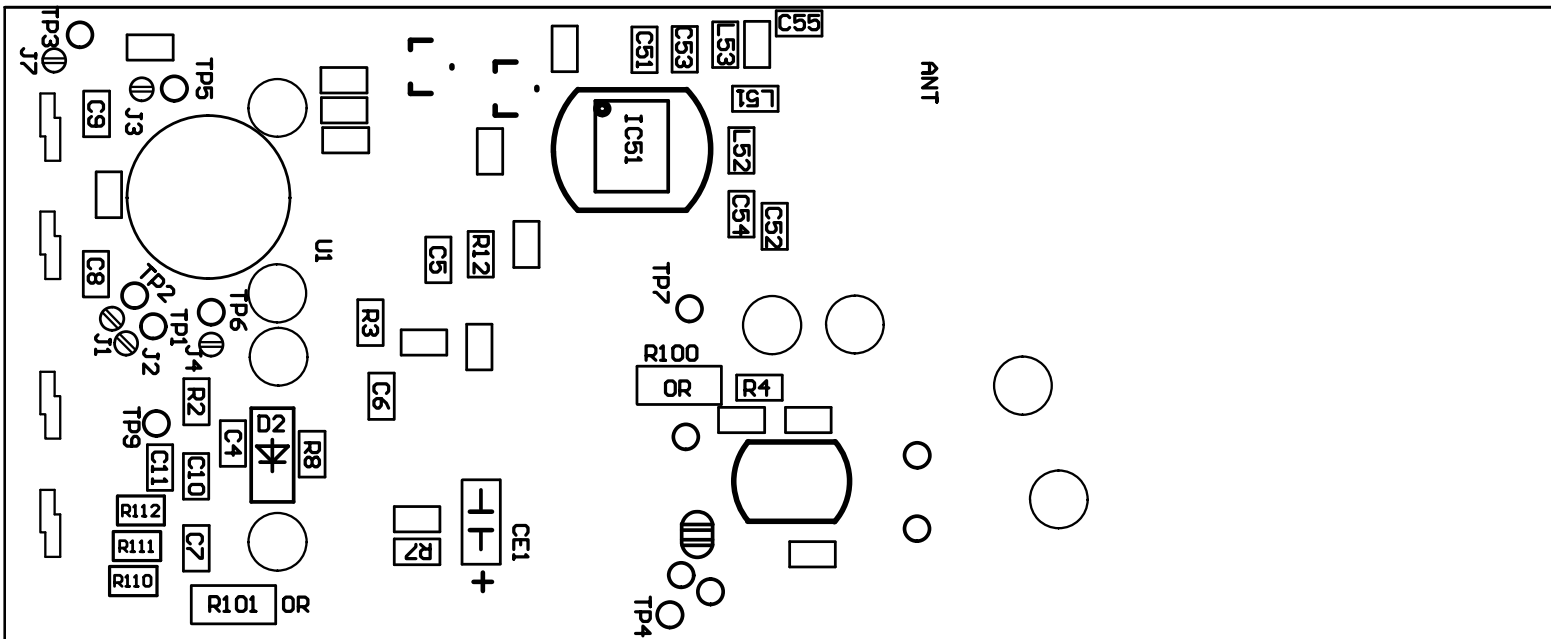 TP3
J7
C9
J3
TP5
C51
C53
L53
C55
L51
ANT
IC51
L52
C54
C52
U1
C5
R12
C8
TP2
TP6
TP1
J1
J2
J4
R3
TP7
R100
0R
R4
R2
C6
TP9
D2
C4
R8
C11
C10
R112
R111
R110
C7
R7
CE1
+
R101
0R
TP4